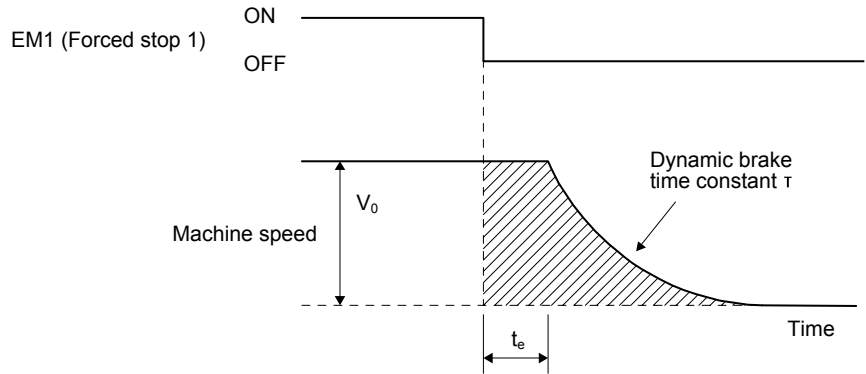 ON
EM1 (Forced stop 1)
OFF
Dynamic brake
time constant τ
V₀
Machine speed
Time
tₑ